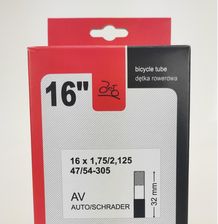 16"
bicycle tube
dętka rowerowa
16 x 1,75/2,125
47/54-305
AV
AUTO/SCHRADER
32 mm